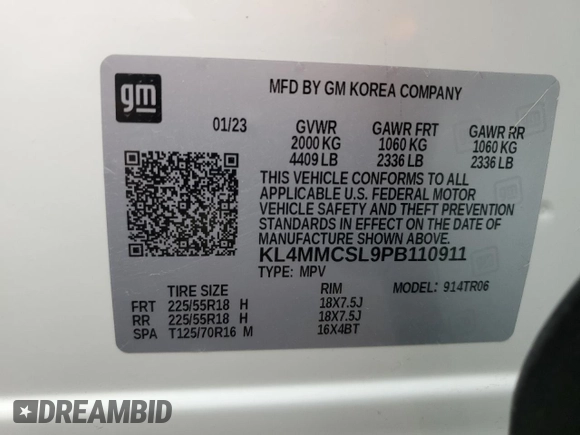 gm
MFD BY GM KOREA COMPANY
01/23 GVWR GAWR FRT GAWR RR
2000 KG 1060 KG 1060 KG
4409 LB 2336 LB 2336 LB
THIS VEHICLE CONFORMS TO ALL
APPLICABLE U.S. FEDERAL MOTOR
VEHICLE SAFETY AND THEFT PREVENTION
STANDARDS IN EFFECT ON THE DATE
OF MANUFACTURE SHOWN ABOVE.
KL4MMCSL9PB110911
TYPE: MPV MODEL: 914TR06
TIRE SIZE RIM
FRT 225/55R18 H 18X7.5J
RR 225/55R18 H 18X7.5J
SPA T125/70R16 M 16X4BT
DREAMBID